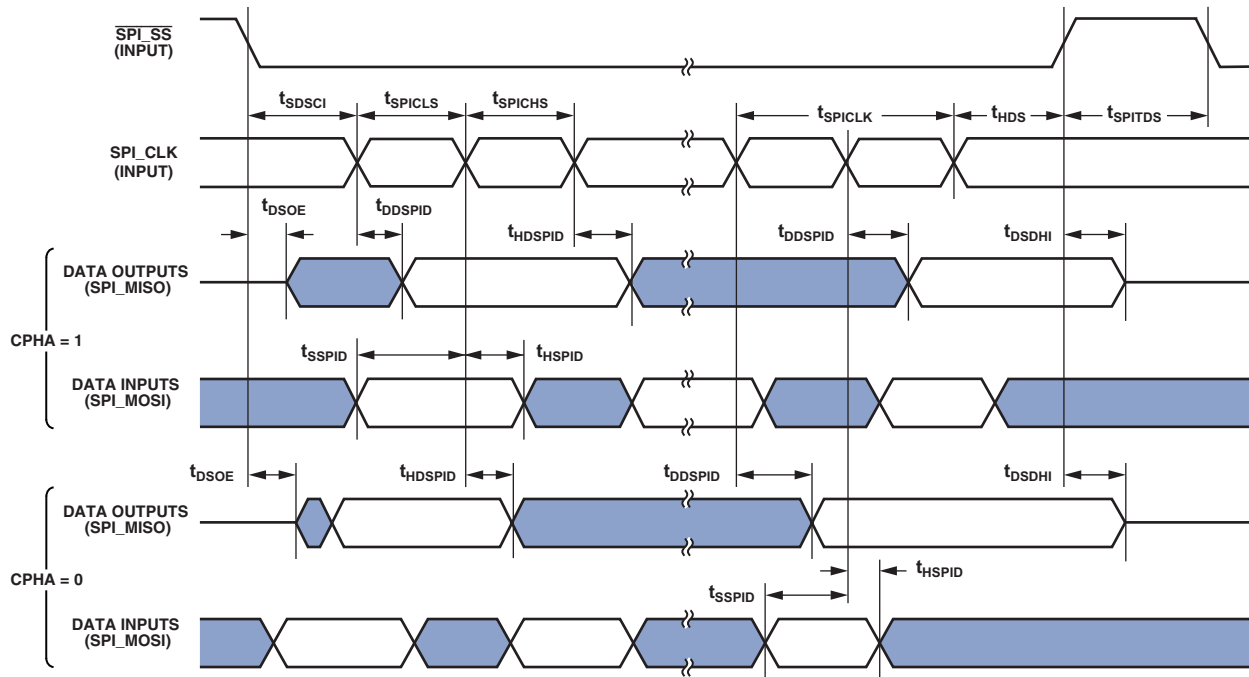 SPI_SS
(INPUT)
tSDSCI
tSPICLS
tSPICHS
tSPICLK
tHDS
tSPITDS
SPI_CLK
(INPUT)
tDSOE
tDDSPID
tHDSPID
tDDSPID
tDSDHI
DATA OUTPUTS
(SPI_MISO)
CPHA = 1
tSSPID
tHSPID
DATA INPUTS
(SPI_MOSI)
tDSOE
tHDSPID
tDDSPID
tDSDHI
DATA OUTPUTS
(SPI_MISO)
CPHA = 0
tHSPID
tSSPID
DATA INPUTS
(SPI_MOSI)